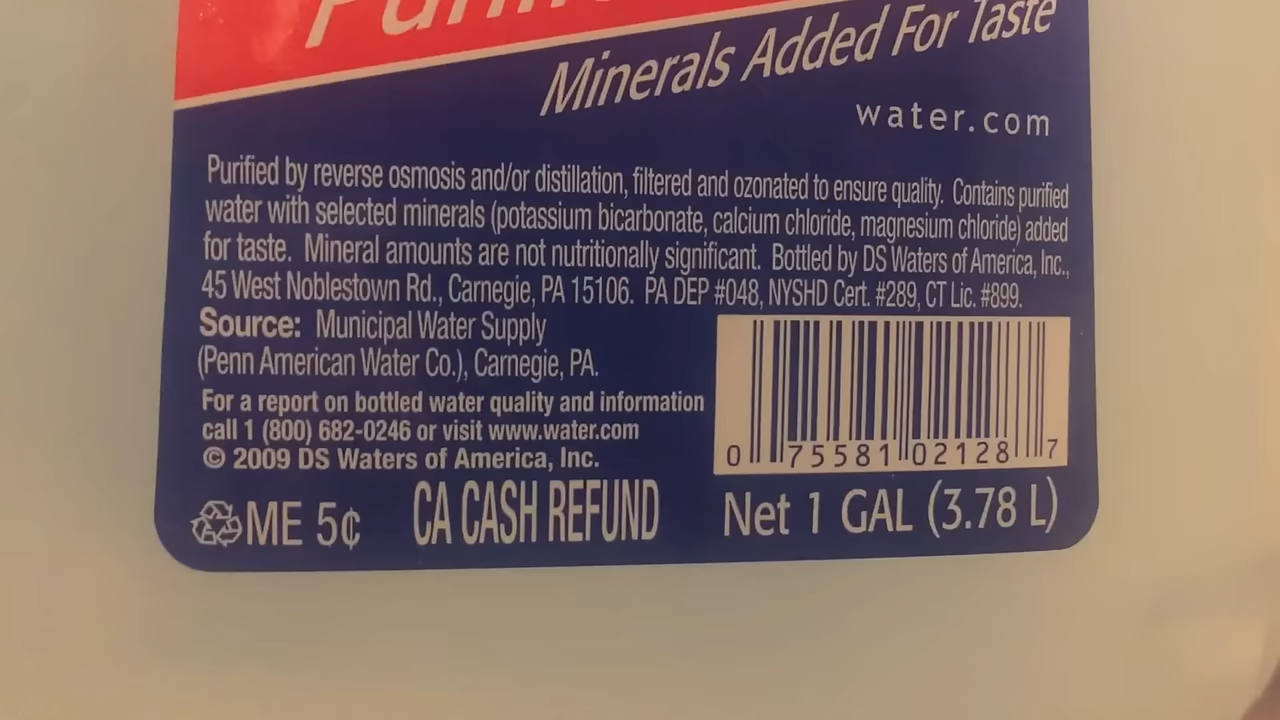 Minerals Added For Taste
water.com
Purified by reverse osmosis and/or distillation, filtered and ozonated to ensure quality. Contains purified
water with selected minerals (potassium bicarbonate, calcium chloride, magnesium chloride) added
for taste. Mineral amounts are not nutritionally significant. Bottled by DS Waters of America, Inc.,
45 West Noblestown Rd., Carnegie, PA 15106. PA DEP #048, NYSHD Cert. #289, CT Lic. #899.
Source: Municipal Water Supply
(Penn American Water Co.), Carnegie, PA.
For a report on bottled water quality and information
call 1 (800) 682-0246 or visit www.water.com
© 2009 DS Waters of America, Inc.
0 75581 02128 7
ME 5¢ CA CASH REFUND Net 1 GAL (3.78 L)